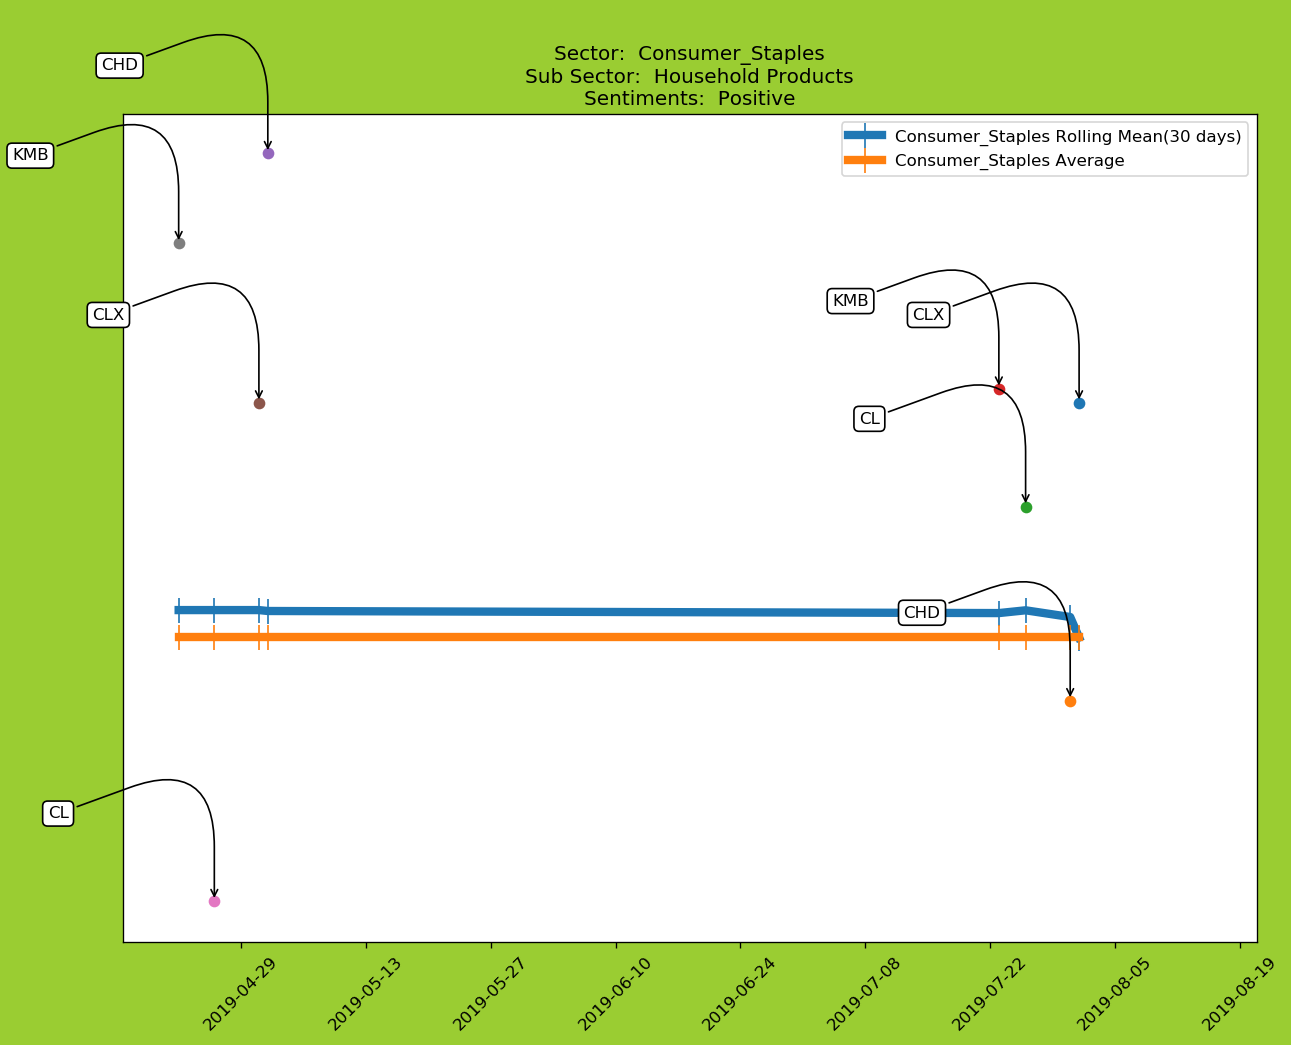 CHD
Sector:  Consumer_Staples
Sub Sector:  Household Products
Sentiments:  Positive
Consumer_Staples Rolling Mean(30 days)
Consumer_Staples Average
KMB
CLX
KMB
CLX
CL
CHD
CL
2019-04-29
2019-05-13
2019-05-27
2019-06-10
2019-06-24
2019-07-08
2019-07-22
2019-08-05
2019-08-19